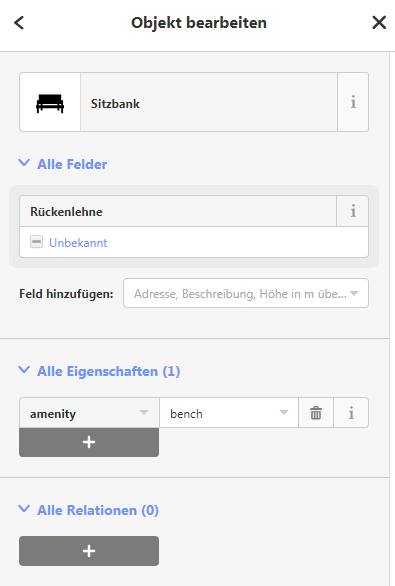 Objekt bearbeiten
Sitzbank
i
Alle Felder
Rückenlehne
i
Unbekannt
Feld hinzufügen:
Adresse, Beschreibung, Höhe in m übe...
Alle Eigenschaften (1)
amenity
bench
i
+
Alle Relationen (0)
+